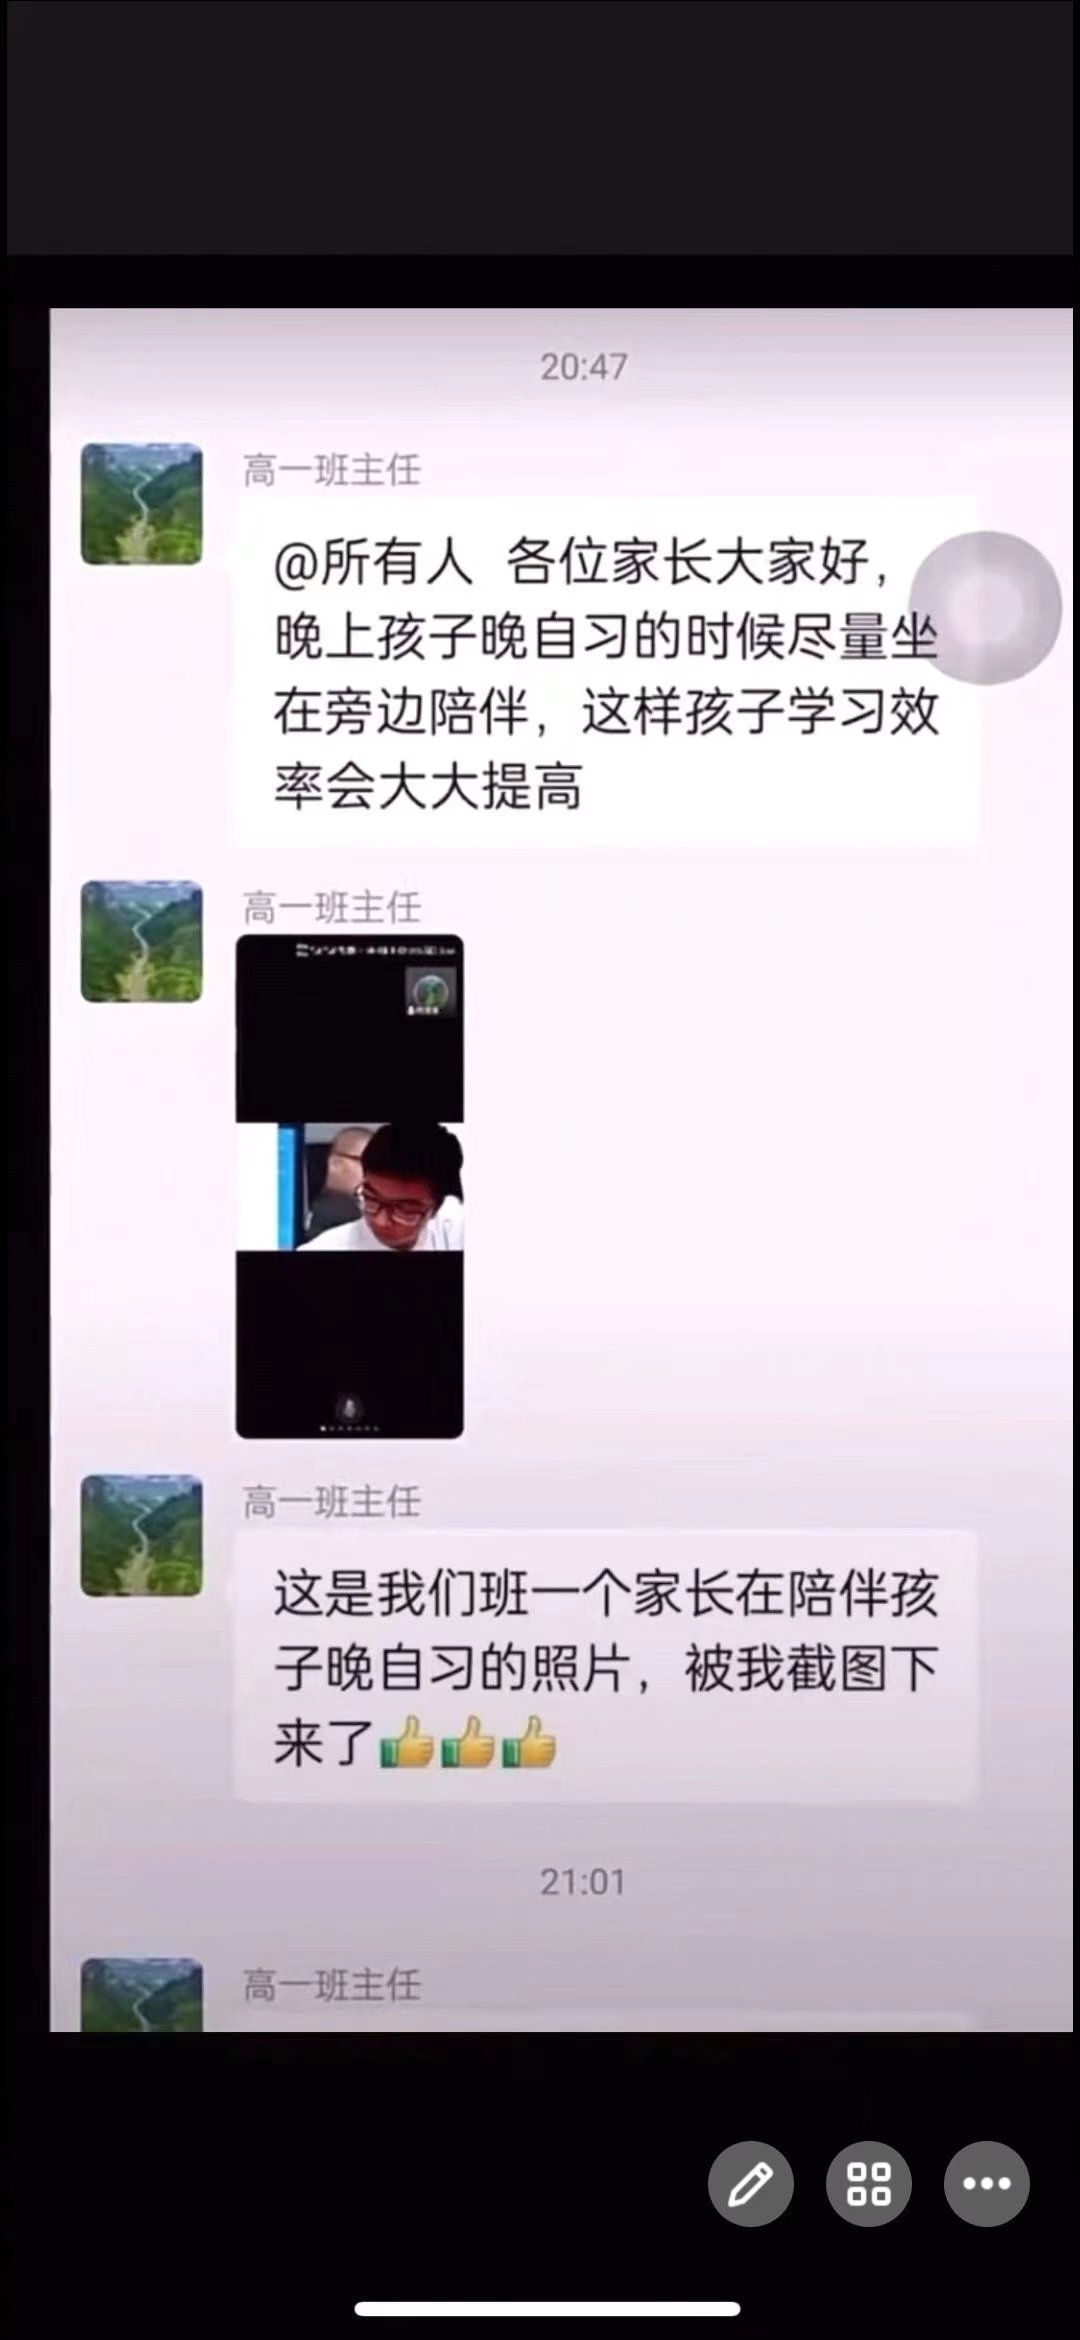 20:47
高一班主任
@所有人 各位家长大家好，
晚上孩子晚自习的时候尽量坐
在旁边陪伴，这样孩子学习效
率会大大提高
高一班主任
高一班主任
这是我们班一个家长在陪伴孩
子晚自习的照片，被我截图下
来了👍👍👍
21:01
高一班主任